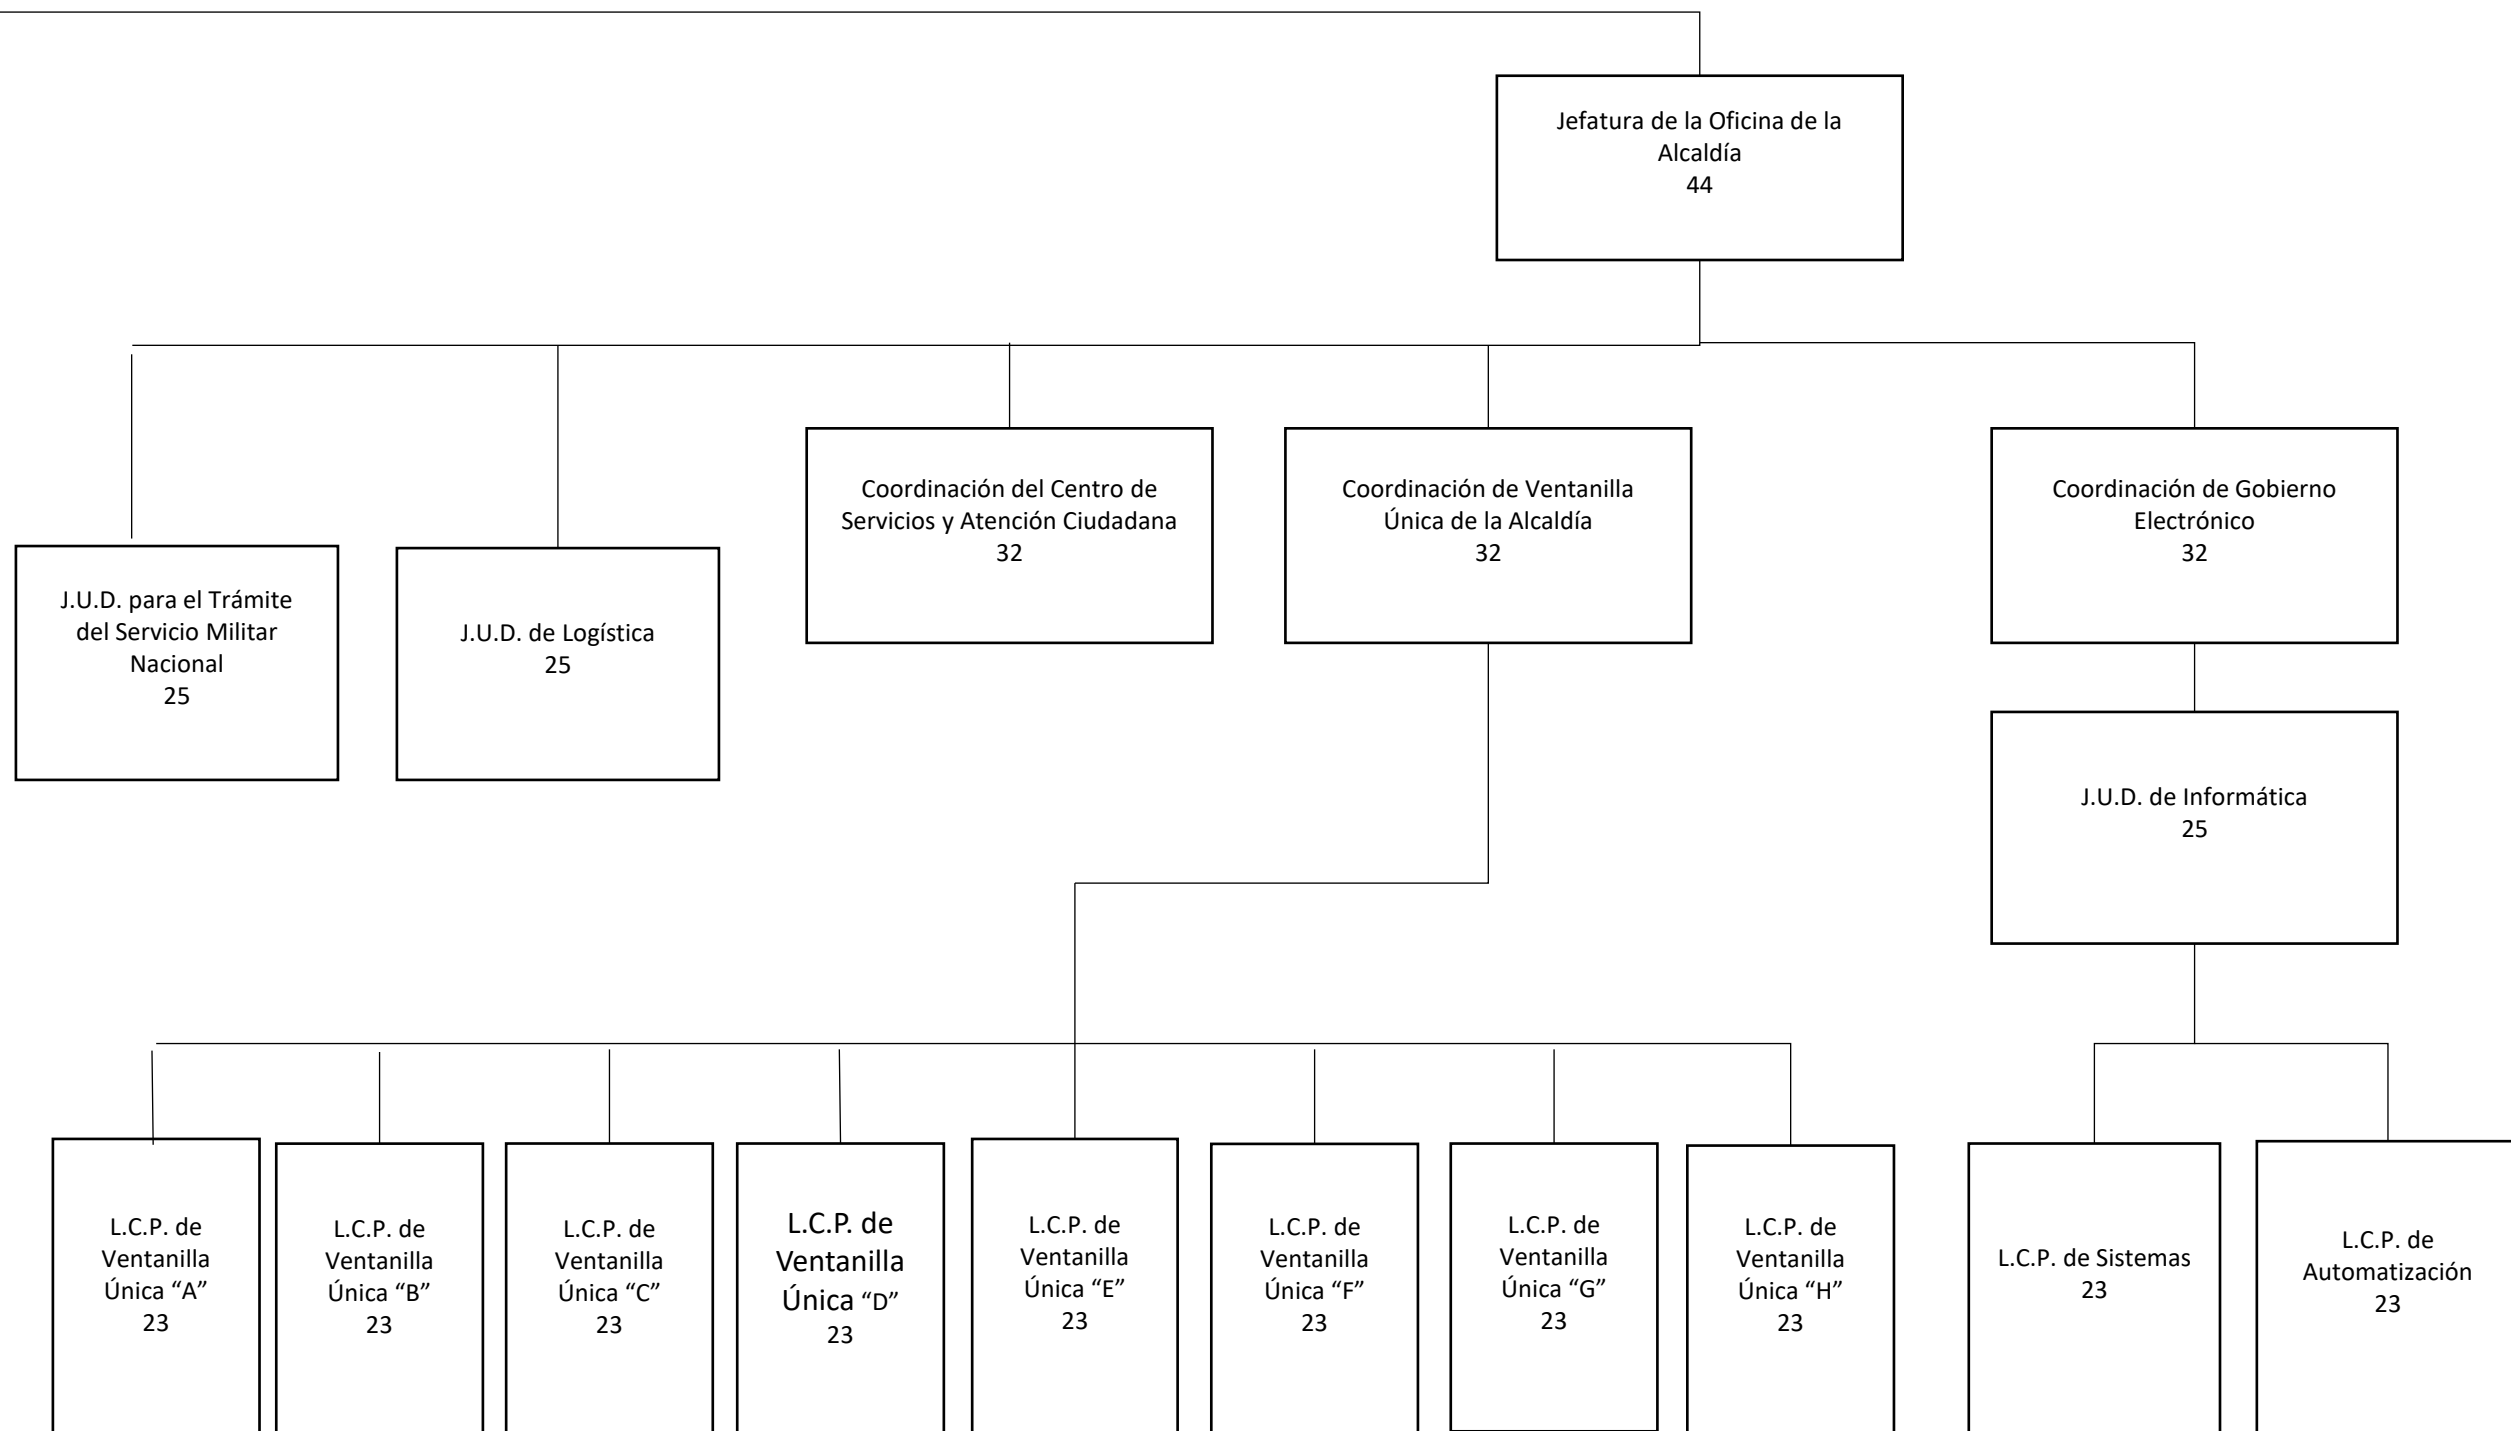 Jefatura de la Oficina de la
Alcaldía
44
Coordinación del Centro de
Servicios y Atención Ciudadana
32
Coordinación de Ventanilla
Única de la Alcaldía
32
Coordinación de Gobierno
Electrónico
32
J.U.D. para el Trámite
del Servicio Militar
Nacional
25
J.U.D. de Logística
25
J.U.D. de Informática
25
L.C.P. de
Ventanilla
Única “A”
23
L.C.P. de
Ventanilla
Única “B”
23
L.C.P. de
Ventanilla
Única “C”
23
L.C.P. de
Ventanilla
Única “D”
23
L.C.P. de
Ventanilla
Única “E”
23
L.C.P. de
Ventanilla
Única “F”
23
L.C.P. de
Ventanilla
Única “G”
23
L.C.P. de
Ventanilla
Única “H”
23
L.C.P. de Sistemas
23
L.C.P. de
Automatización
23